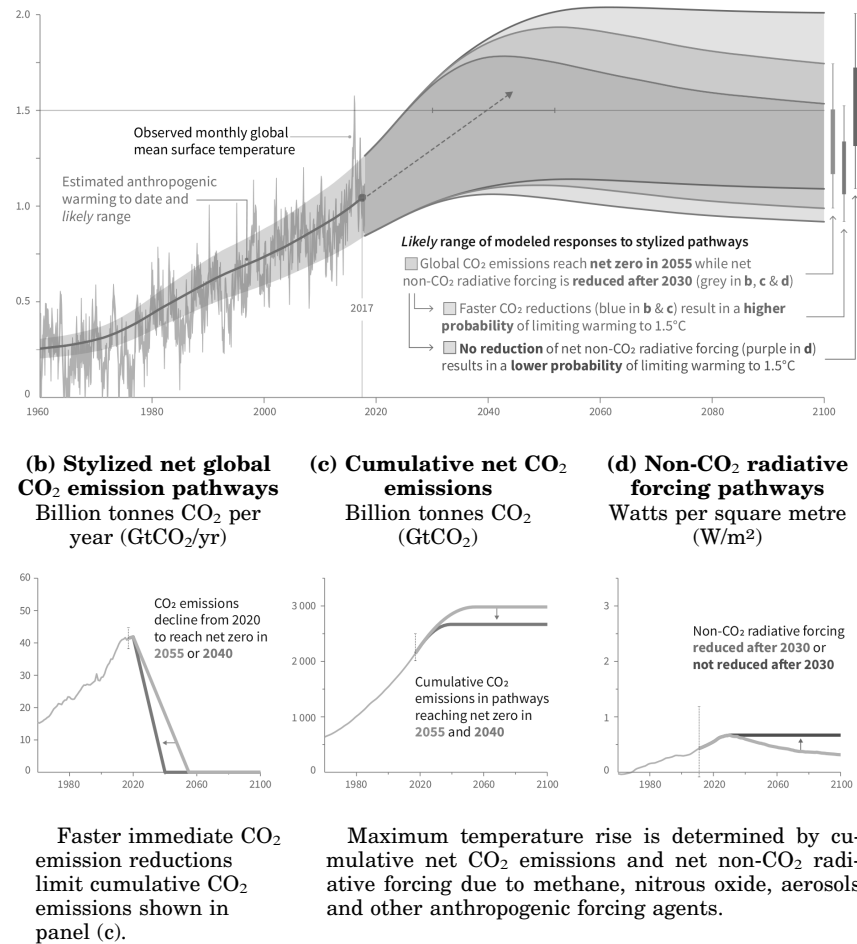 2.0
1.5
1.0
0.5
0
Observed monthly global
mean surface temperature
Estimated anthropogenic
warming to date and
likely range
2017
Likely range of modeled responses to stylized pathways
Global CO₂ emissions reach net zero in 2055 while net
non-CO₂ radiative forcing is reduced after 2030 (grey in b, c & d)
Faster CO₂ reductions (blue in b & c) result in a higher
probability of limiting warming to 1.5°C
No reduction of net non-CO₂ radiative forcing (purple in d)
results in a lower probability of limiting warming to 1.5°C
1960 1980 2000 2020 2040 2060 2080 2100
(b) Stylized net global
CO₂ emission pathways
Billion tonnes CO₂ per
year (GtCO₂/yr)
60
50
40
30
20
10
0
CO₂ emissions
decline from 2020
to reach net zero in
2055 or 2040
1980 2020 2060 2100
Faster immediate CO₂
emission reductions
limit cumulative CO₂
emissions shown in
panel (c).
(c) Cumulative net CO₂
emissions
Billion tonnes CO₂
(GtCO₂)
3 000
2 000
1 000
0
Cumulative CO₂
emissions in pathways
reaching net zero in
2055 and 2040
1980 2020 2060 2100
(d) Non-CO₂ radiative
forcing pathways
Watts per square metre
(W/m²)
3
2
1
0
Non-CO₂ radiative forcing
reduced after 2030 or
not reduced after 2030
1980 2020 2060 2100
Maximum temperature rise is determined by cu-
mulative net CO₂ emissions and net non-CO₂ radi-
ative forcing due to methane, nitrous oxide, aerosols
and other anthropogenic forcing agents.